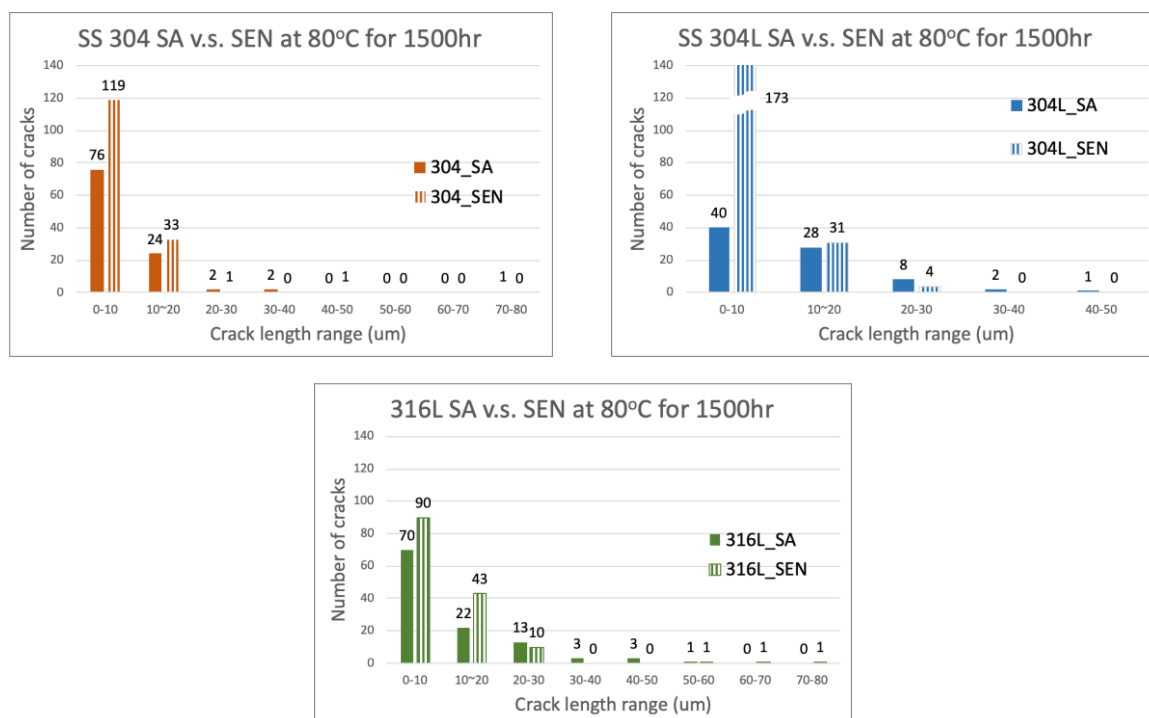 SS 304 SA v.s. SEN at 80°C for 1500hr
Number of cracks
140
120
100
80
60
40
20
0
119
76
24
33
2 1
2 0
0 1
0 0
0 0
1 0
304_SA
304_SEN
0-10 10~20 20-30 30-40 40-50 50-60 60-70 70-80
Crack length range (um)
SS 304L SA v.s. SEN at 80°C for 1500hr
Number of cracks
140
120
100
80
60
40
20
0
173
40
28 31
8 4
2 0
1 0
304L_SA
304L_SEN
0-10 10~20 20-30 30-40 40-50
Crack length range (um)
316L SA v.s. SEN at 80°C for 1500hr
Number of cracks
140
120
100
80
60
40
20
0
90
70
22
43
13 10
3 0
3 0
1 1
0 1
0 1
316L_SA
316L_SEN
0-10 10~20 20-30 30-40 40-50 50-60 60-70 70-80
Crack length range (um)